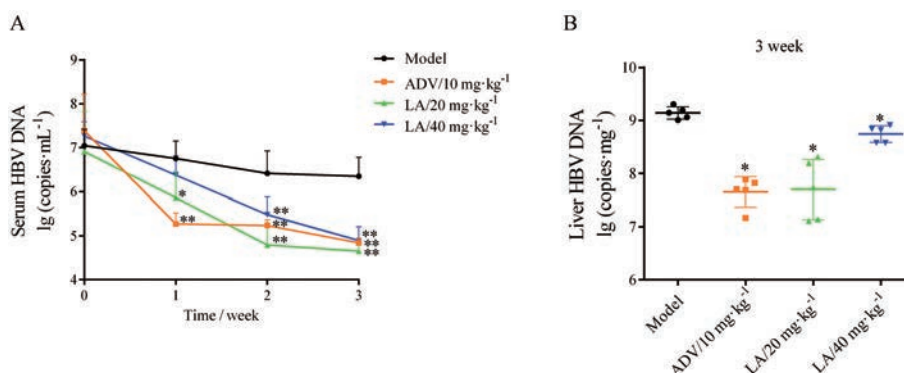 A
Serum HBV DNA
lg (copies·mL⁻¹)
9
8
7
6
5
4
*
**
**
**
**
**
**
**
0
1
2
3
Time / week
Model
ADV/10 mg·kg⁻¹
LA/20 mg·kg⁻¹
LA/40 mg·kg⁻¹
B
3 week
Liver HBV DNA
lg (copies·mg⁻¹)
10
9
8
7
6
*
*
*
Model
ADV/10 mg·kg⁻¹
LA/20 mg·kg⁻¹
LA/40 mg·kg⁻¹